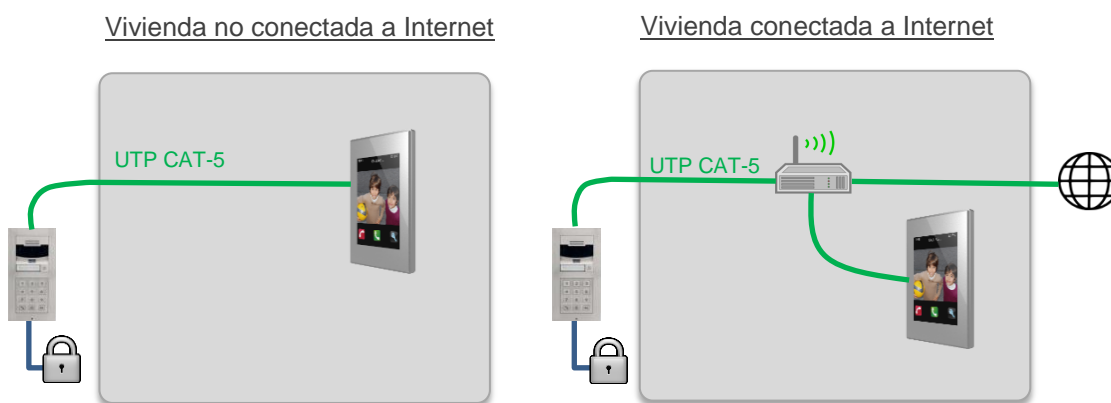 Vivienda no conectada a Internet
Vivienda conectada a Internet
UTP CAT-5
UTP CAT-5